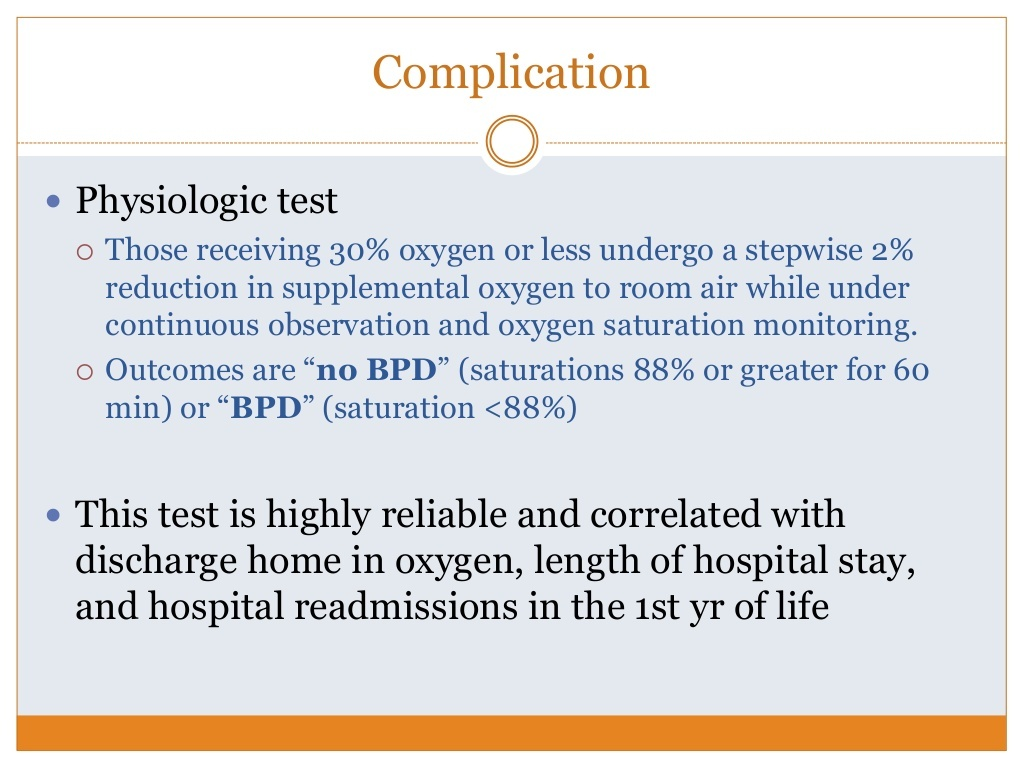 Complication
Physiologic test
Those receiving 30% oxygen or less undergo a stepwise 2%
reduction in supplemental oxygen to room air while under
continuous observation and oxygen saturation monitoring.
Outcomes are “no BPD” (saturations 88% or greater for 60
min) or “BPD” (saturation <88%)
This test is highly reliable and correlated with
discharge home in oxygen, length of hospital stay,
and hospital readmissions in the 1st yr of life